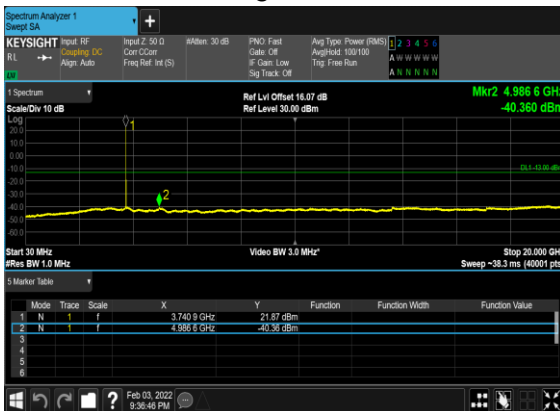 Spectrum Analyzer 1
Swept SA
KEYSIGHT Input: RF Input Z: 50 Ω #Atten: 30 dB PNO: Fast Avg Type: Power (RMS) 1 2 3 4 5 6
RL Coupling: DC Corr CCorr Gate: Off Avg|Hold: 100/100 A W W W W W
Align: Auto Freq Ref: Int (S) IF Gain: Low Trig: Free Run
LW Sig Track: Off A N N N N N
1 Spectrum Ref Lvl Offset 16.07 dB Mkr2 4.986 6 GHz
Scale/Div 10 dB Ref Level 30.00 dBm -40.360 dBm
Log
20.0
10.0
0.00
-10.0
-20.0
-30.0
-40.0
-50.0
-60.0
1
2
DL1 -13.00 dBm
Start 30 MHz Video BW 3.0 MHz* Stop 20.000 GHz
#Res BW 1.0 MHz Sweep ~38.3 ms (40001 pts)
5 Marker Table
Mode Trace Scale X Y Function Function Width Function Value
1 N 1 f 3.740 9 GHz 21.87 dBm
2 N 1 f 4.986 6 GHz -40.36 dBm
3
4
5
6
?
Feb 03, 2022
9:36:46 PM